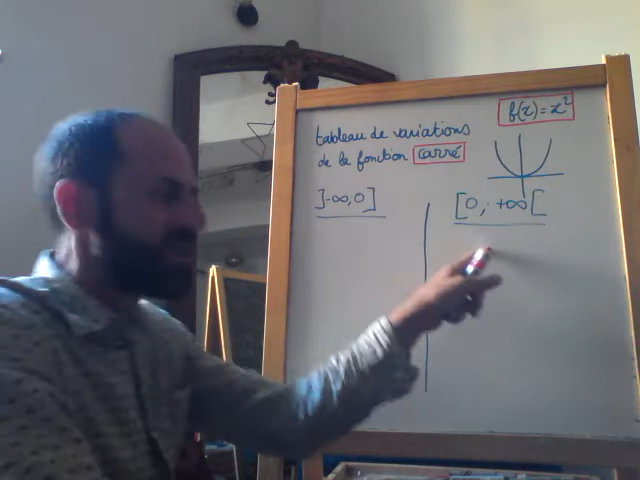 f(x)=x²
tableau de variations
de la fonction carré
]-∞,0]
[0; +∞[